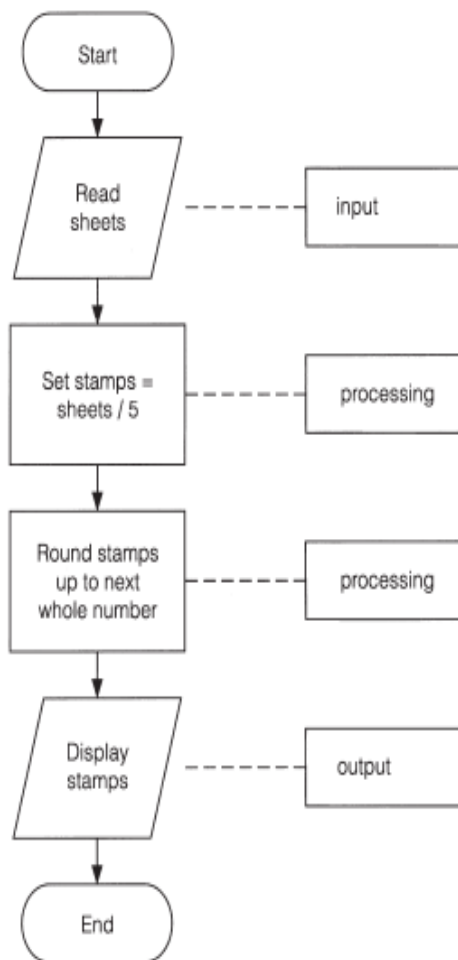 Start
Read
sheets
input
Set stamps =
sheets / 5
processing
Round stamps
up to next
whole number
processing
Display
stamps
output
End